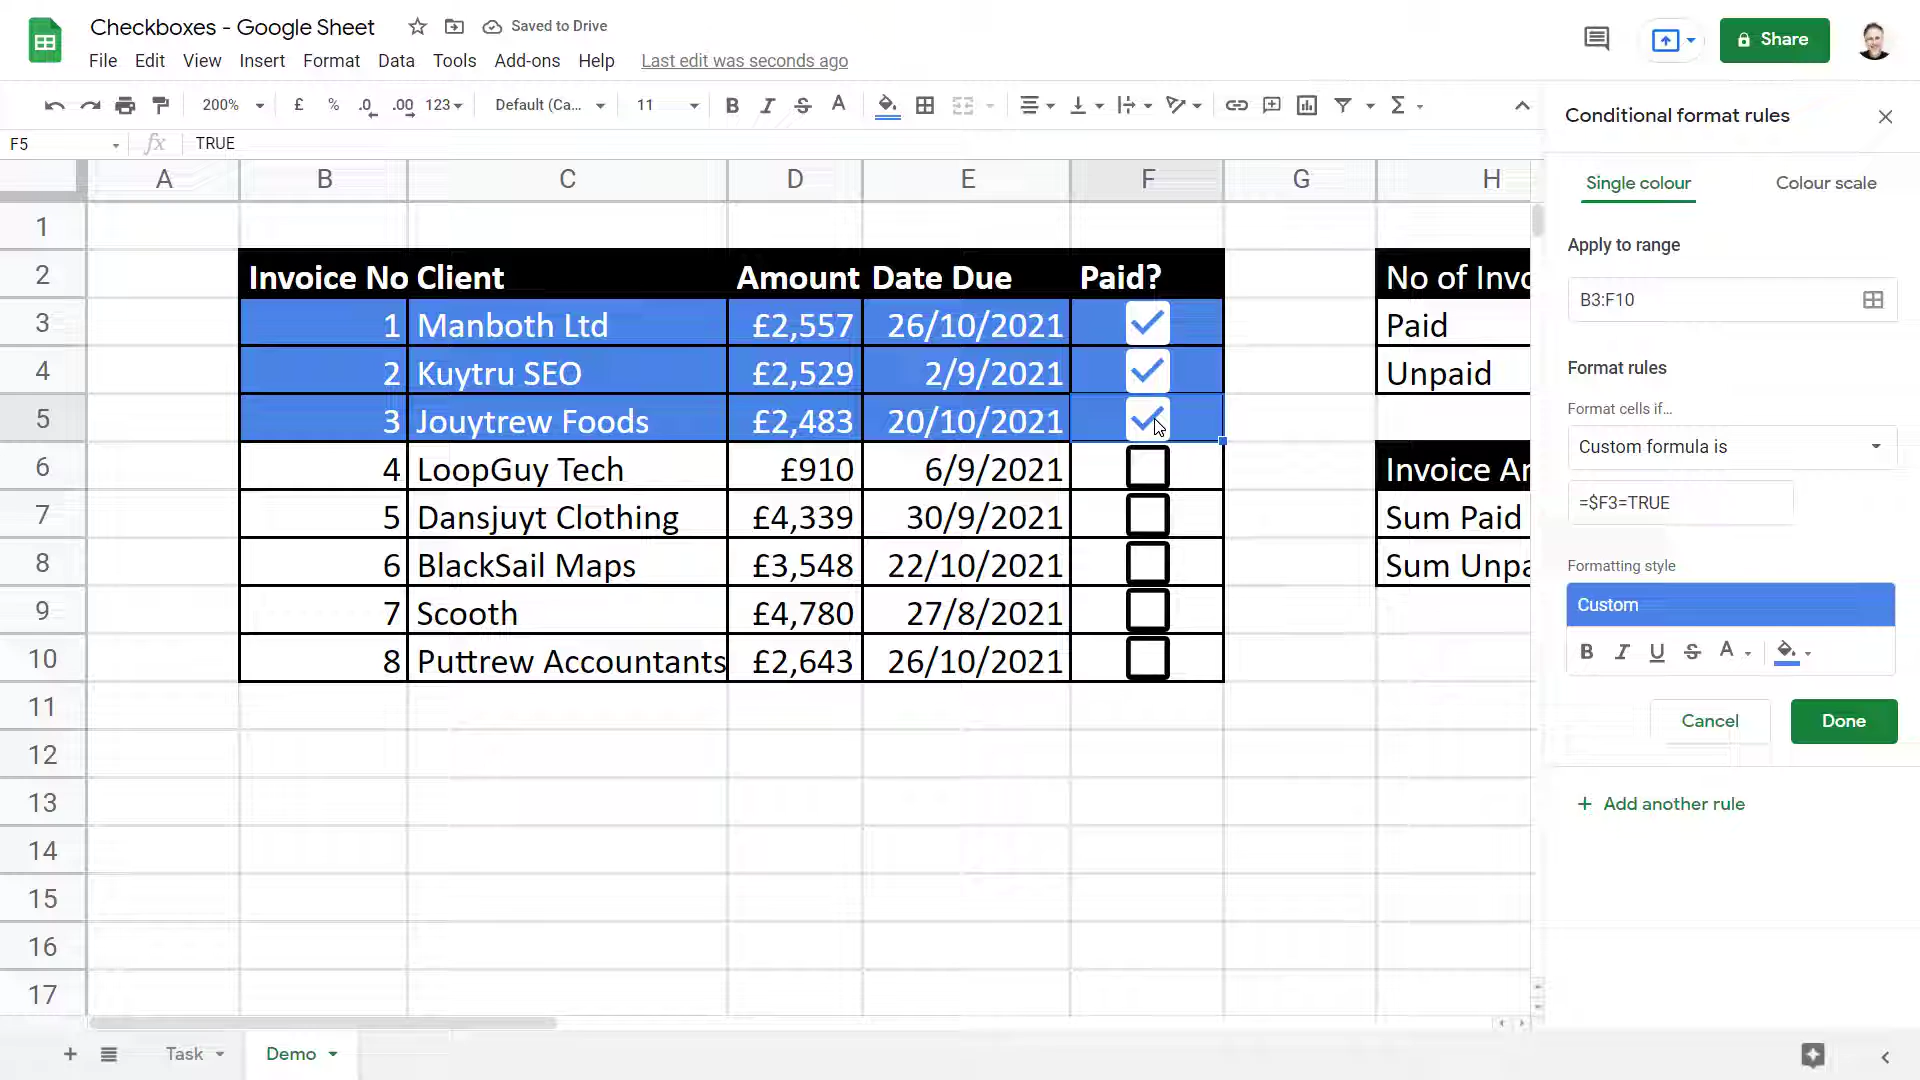 Checkboxes - Google Sheet
Saved to Drive
File Edit View Insert Format Data Tools Add-ons Help Last edit was seconds ago
Share
200% £ % .0 .00 123 Default (Ca... 11 B I S A Σ
F5 fx TRUE
A B C D E F G H
1
2 Invoice No Client Amount Date Due Paid? No of Invo
3 1 Manboth Ltd £2,557 26/10/2021 Paid
4 2 Kuytru SEO £2,529 2/9/2021 Unpaid
5 3 Jouytrew Foods £2,483 20/10/2021
6 4 LoopGuy Tech £910 6/9/2021 Invoice Ar
7 5 Dansjuyt Clothing £4,339 30/9/2021 Sum Paid
8 6 BlackSail Maps £3,548 22/10/2021 Sum Unpa
9 7 Scooth £4,780 27/8/2021
10 8 Puttrew Accountants £2,643 26/10/2021
11
12
13
14
15
16
17
Task Demo
Conditional format rules
Single colour Colour scale
Apply to range
B3:F10
Format rules
Format cells if…
Custom formula is
=$F3=TRUE
Formatting style
Custom
B I U S A
Cancel Done
+ Add another rule